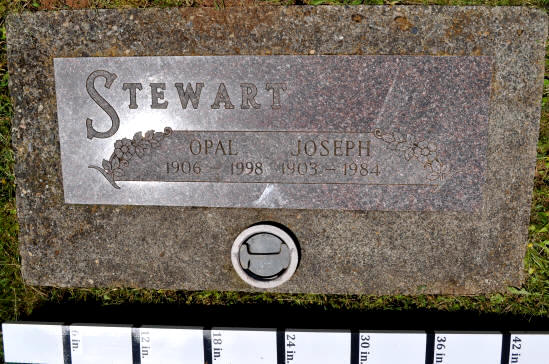 STEWART
OPAL JOSEPH
1906 - 1998 1903 - 1984
6 in. 12 in. 18 in. 24 in. 30 in. 36 in. 42 in.